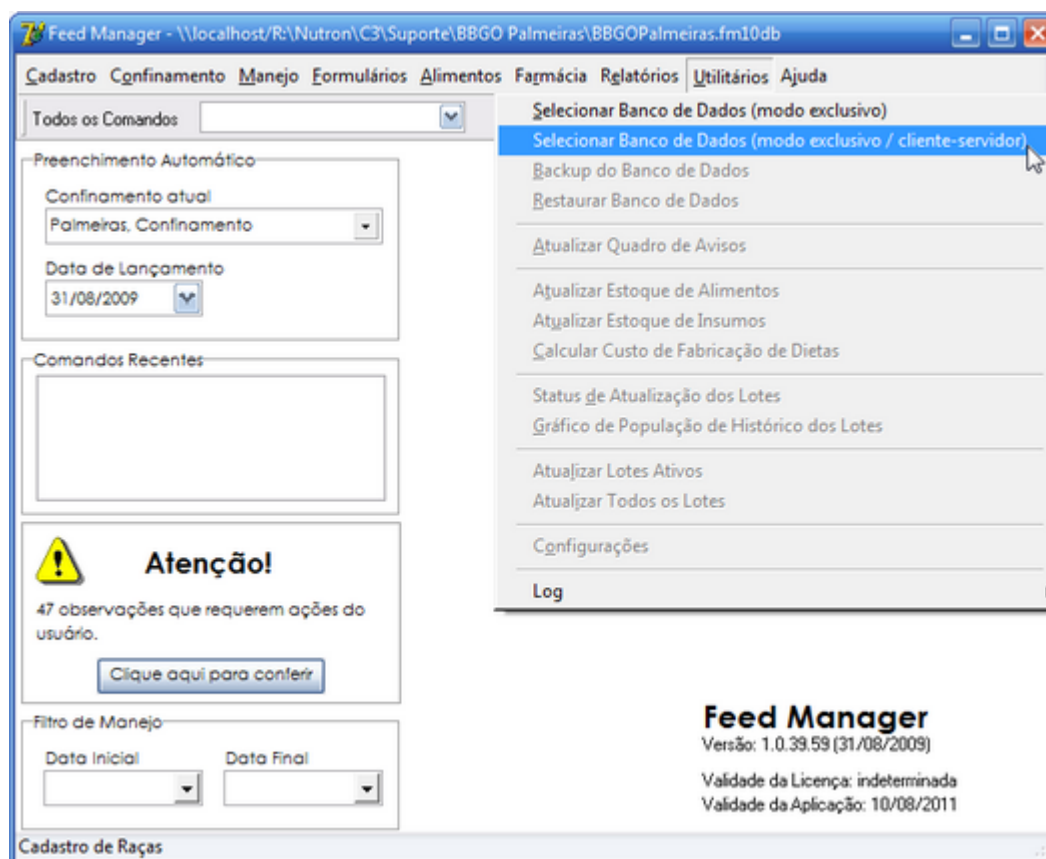 Feed Manager - \\localhost/R:\Nutron\C3\Suporte\BBGO Palmeiras\BBGOPalmeiras.fm10db
Cadastro Confinamento Manejo Formulários Alimentos Farmácia Relatórios Utilitários Ajuda
Todos os Comandos
Selecionar Banco de Dados (modo exclusivo)
Selecionar Banco de Dados (modo exclusivo / cliente-servidor)
Backup do Banco de Dados
Restaurar Banco de Dados
Atualizar Quadro de Avisos
Atualizar Estoque de Alimentos
Atualizar Estoque de Insumos
Calcular Custo de Fabricação de Dietas
Status de Atualização dos Lotes
Gráfico de População de Histórico dos Lotes
Atualizar Lotes Ativos
Atualizar Todos os Lotes
Configurações
Log
Preenchimento Automático
Confinamento atual
Palmeiras, Confinamento
Data de Lançamento
31/08/2009
Comandos Recentes
Atenção!
47 observações que requerem ações do
usuário.
Clique aqui para conferir
Filtro de Manejo
Data Inicial Data Final
Feed Manager
Versão: 1.0.39.59 (31/08/2009)
Validade da Licença: indeterminada
Validade da Aplicação: 10/08/2011
Cadastro de Raças